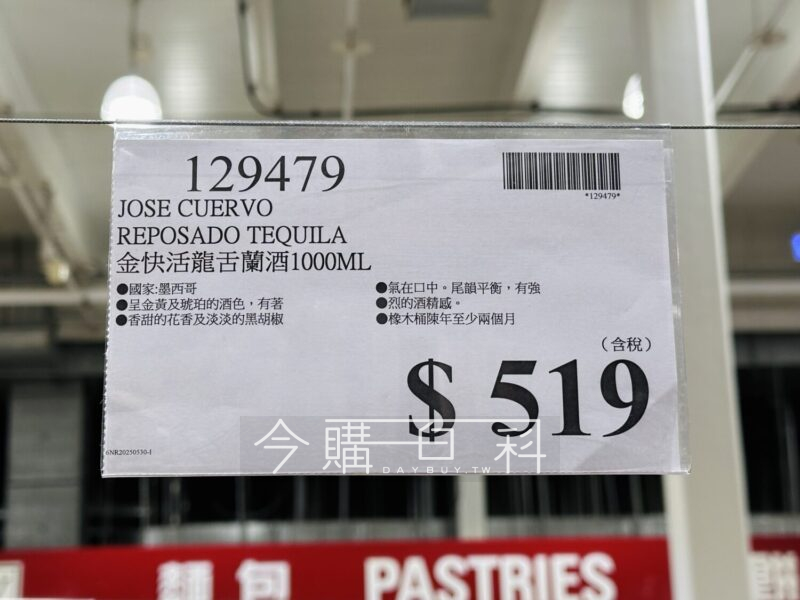 129479
*129479*
JOSE CUERVO
REPOSADO TEQUILA
金快活龍舌蘭酒1000ML
●國家:墨西哥
●呈金黃及琥珀的酒色，有著
●香甜的花香及淡淡的黑胡椒
●氣在口中。尾韻平衡，有強
●烈的酒精感。
●橡木桶陳年至少兩個月
（含稅）
$ 519
6NR20250530-1
今購百科
DAYBUY.TW
麵包 PASTRIES